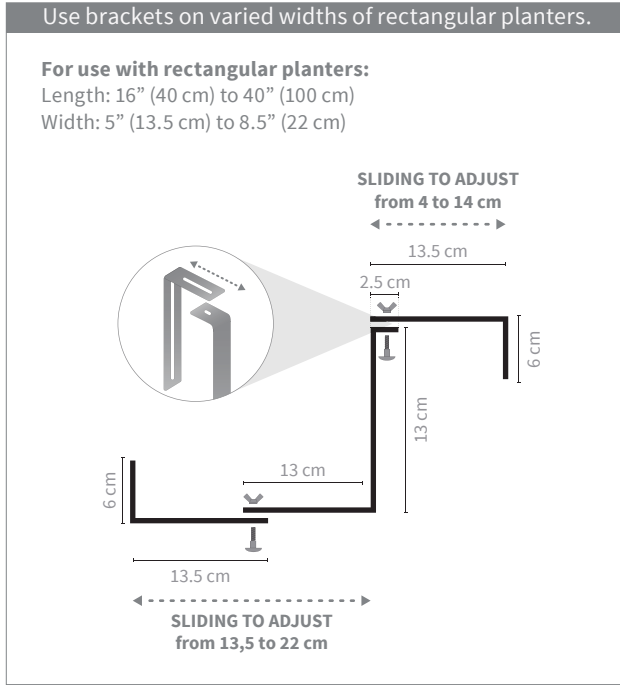 Use brackets on varied widths of rectangular planters.
For use with rectangular planters:
Length: 16” (40 cm) to 40” (100 cm)
Width: 5” (13.5 cm) to 8.5” (22 cm)
SLIDING TO ADJUST
from 4 to 14 cm
13.5 cm
2.5 cm
6 cm
13 cm
13 cm
6 cm
13.5 cm
SLIDING TO ADJUST
from 13,5 to 22 cm